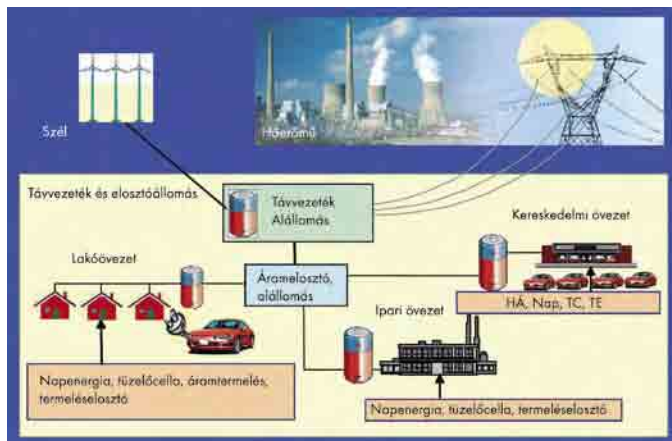 Szél
Hőerőmű
Távvezeték és elosztóállomás
Távvezeték
Alállomás
Kereskedelmi övezet
Lakóövezet
Áramelosztó,
alállomás
HÁ, Nap, TC, TE
Ipari övezet
Napenergia, tüzelőcella, áramtermelés,
termeléselosztó
Napenergia, tüzelőcella, termeléselosztó